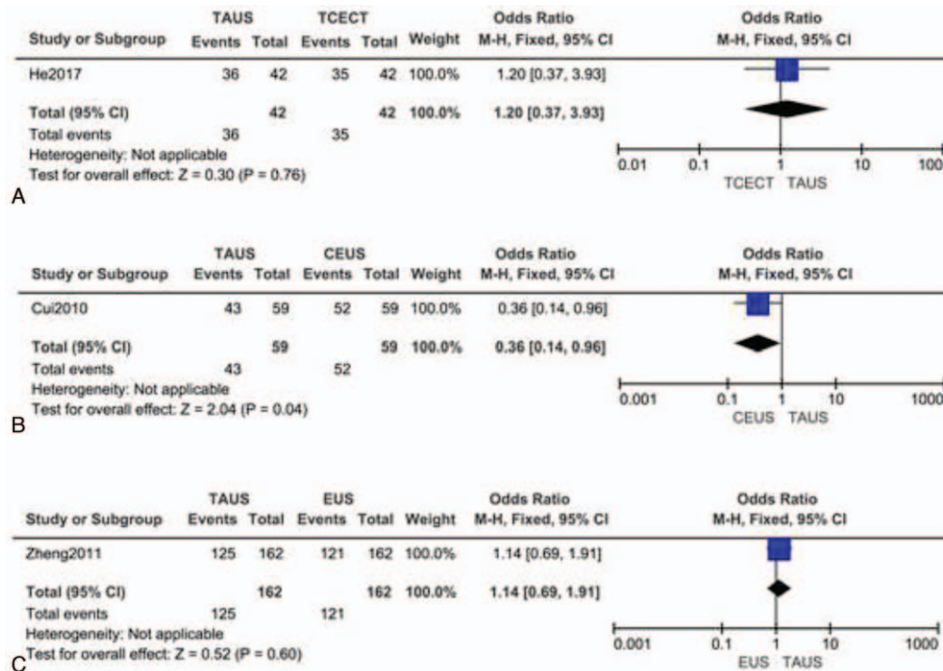 TAUS TCECT Odds Ratio Odds Ratio
Study or Subgroup Events Total Events Total Weight M-H, Fixed, 95% CI M-H, Fixed, 95% CI
He2017 36 42 35 42 100.0% 1.20 [0.37, 3.93]
Total (95% CI) 42 42 100.0% 1.20 [0.37, 3.93]
Total events 36 35
Heterogeneity: Not applicable
Test for overall effect: Z = 0.30 (P = 0.76)
0.01 0.1 1 10 100
TCECT TAUS
A
TAUS CEUS Odds Ratio Odds Ratio
Study or Subgroup Events Total Events Total Weight M-H, Fixed, 95% CI M-H, Fixed, 95% CI
Cui2010 43 59 52 59 100.0% 0.36 [0.14, 0.96]
Total (95% CI) 59 59 100.0% 0.36 [0.14, 0.96]
Total events 43 52
Heterogeneity: Not applicable
Test for overall effect: Z = 2.04 (P = 0.04)
0.001 0.1 1 10 1000
CEUS TAUS
B
TAUS EUS Odds Ratio Odds Ratio
Study or Subgroup Events Total Events Total Weight M-H, Fixed, 95% CI M-H, Fixed, 95% CI
Zheng2011 125 162 121 162 100.0% 1.14 [0.69, 1.91]
Total (95% CI) 162 162 100.0% 1.14 [0.69, 1.91]
Total events 125 121
Heterogeneity: Not applicable
Test for overall effect: Z = 0.52 (P = 0.60)
0.001 0.1 1 10 1000
EUS TAUS
C